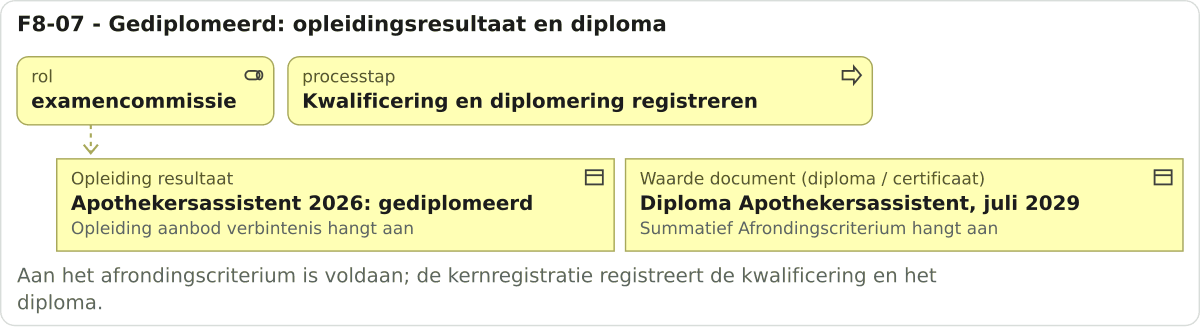 F8-07 - Gediplomeerd: opleidingsresultaat en diploma
rol
examencommissie
processtap
Kwalificering en diplomering registreren
Opleiding resultaat
Apothekersassistent 2026: gediplomeerd
Opleiding aanbod verbintenis hangt aan
Waarde document (diploma / certificaat)
Diploma Apothekersassistent, juli 2029
Summatief Afrondingscriterium hangt aan
Aan het afrondingscriterium is voldaan; de kernregistratie registreert de kwalificering en het
diploma.